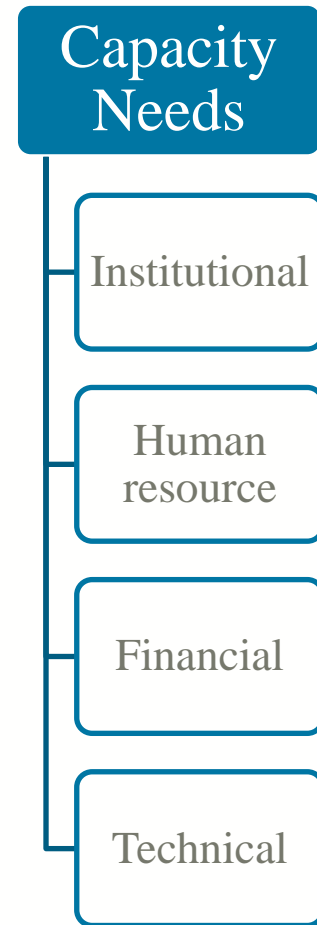 Capacity
Needs
Institutional
Human
resource
Financial
Technical